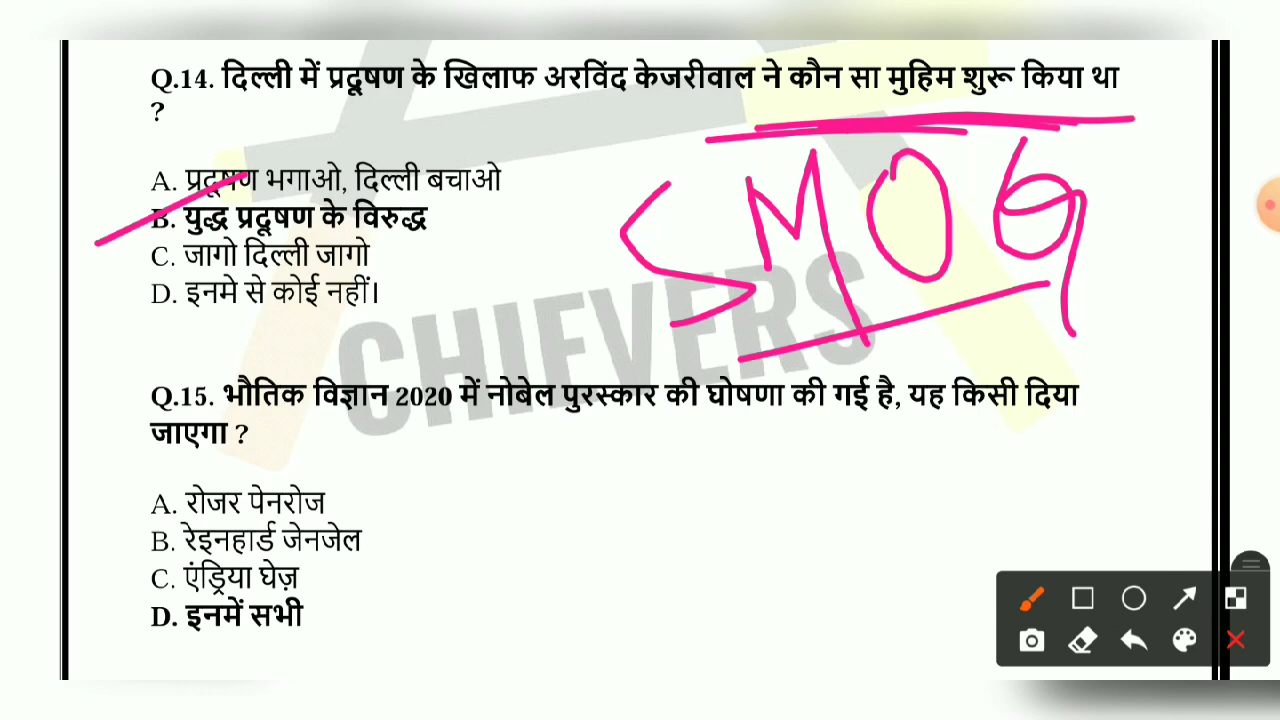 Q.14. दिल्ली में प्रदूषण के खिलाफ अरविंद केजरीवाल ने कौन सा मुहिम शुरू किया था
?
A. प्रदूषण भगाओ, दिल्ली बचाओ
B. युद्ध प्रदूषण के विरुद्ध
C. जागो दिल्ली जागो
D. इनमे से कोई नहीं।
SMOG
CHIEVERS
Q.15. भौतिक विज्ञान 2020 में नोबेल पुरस्कार की घोषणा की गई है, यह किसी दिया
जाएगा ?
A. रोजर पेनरोज
B. रेइनहार्ड जेनजेल
C. एंड्रिया घेज़
D. इनमें सभी